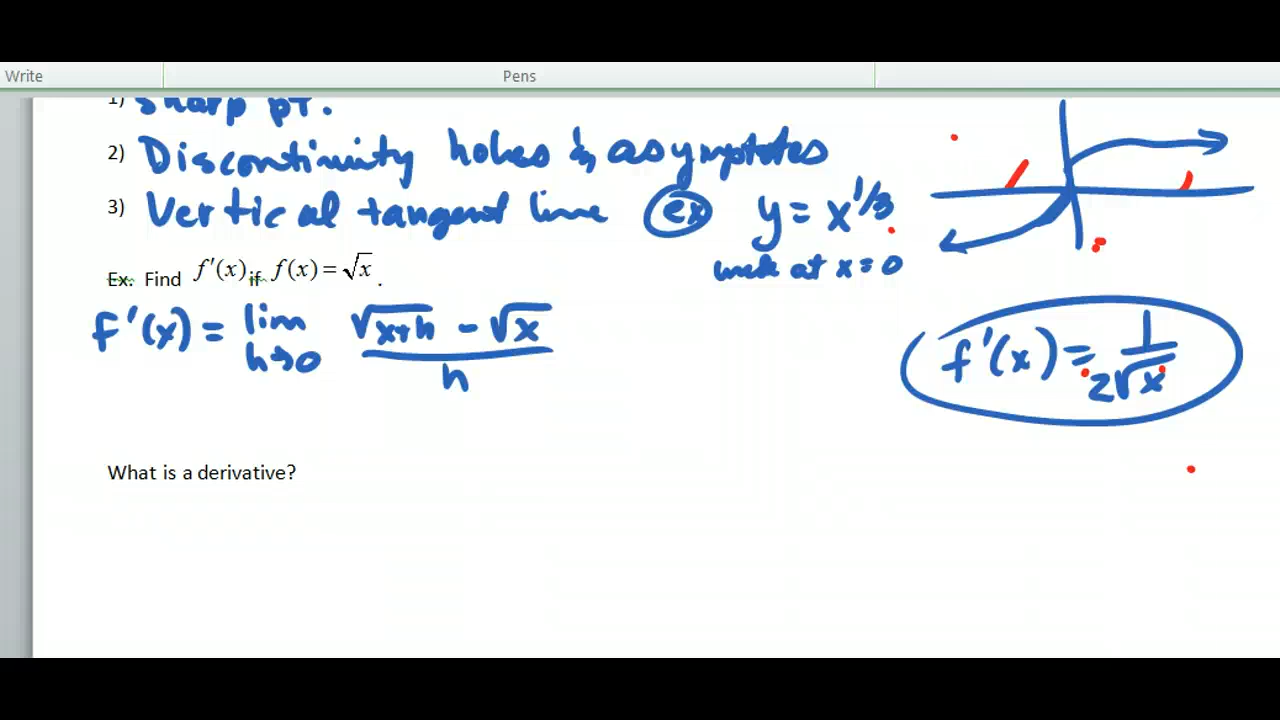 Write Pens
1) Sharp pt.
2) Discontinuity holes & asymptotes
3) Vertical tangent line ex y = x^1/3
undef at x = 0
Ex. Find f'(x) if f(x) = √x .
f'(x) = lim h→0 (√(x+h) - √x)/h
f'(x) = 1/(2√x)
What is a derivative?